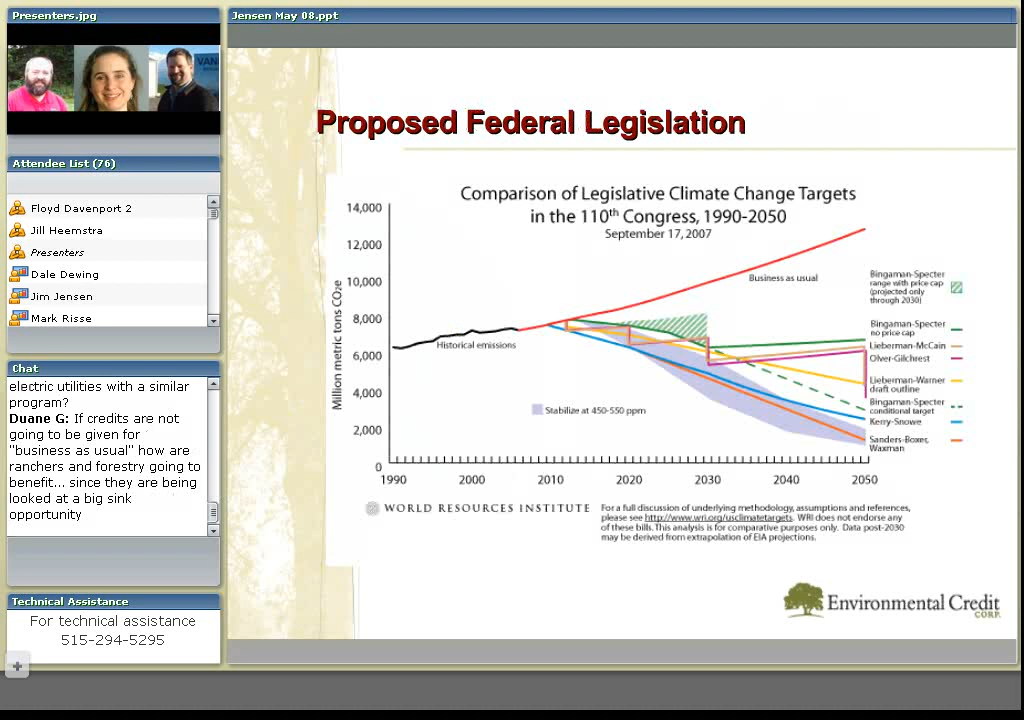 Presenters.jpg
VAN
Attendee List (76)
Floyd Davenport 2
Jill Heemstra
Presenters
Dale Dewing
Jim Jensen
Mark Risse
Chat
electric utilities with a similar
program?
Duane G: If credits are not
going to be given for
"business as usual" how are
ranchers and forestry going to
benefit... since they are being
looked at a big sink
opportunity
Technical Assistance
For technical assistance
515-294-5295
Jensen May 08.ppt
Proposed Federal Legislation
Comparison of Legislative Climate Change Targets
in the 110th Congress, 1990-2050
September 17, 2007
Million metric tons CO2e
14,000
12,000
10,000
8,000
6,000
4,000
2,000
0
1990
2000
2010
2020
2030
2040
2050
Business as usual
Historical emissions
Stabilize at 450-550 ppm
Bingaman-Specter
range with price cap
(projected only
through 2030)
Bingaman-Specter
no price cap
Lieberman-McCain
Olver-Gilchrest
Lieberman-Warner
draft outline
Bingaman-Specter
conditional target
Kerry-Snowe
Sanders-Boxer,
Waxman
WORLD RESOURCES INSTITUTE
For a full discussion of underlying methodology, assumptions and references,
please see http://www.wri.org/usclimatetargets. WRI does not endorse any
of these bills. This analysis is for comparative purposes only. Data post-2030
may be derived from extrapolation of EIA projections.
Environmental Credit
CORP.